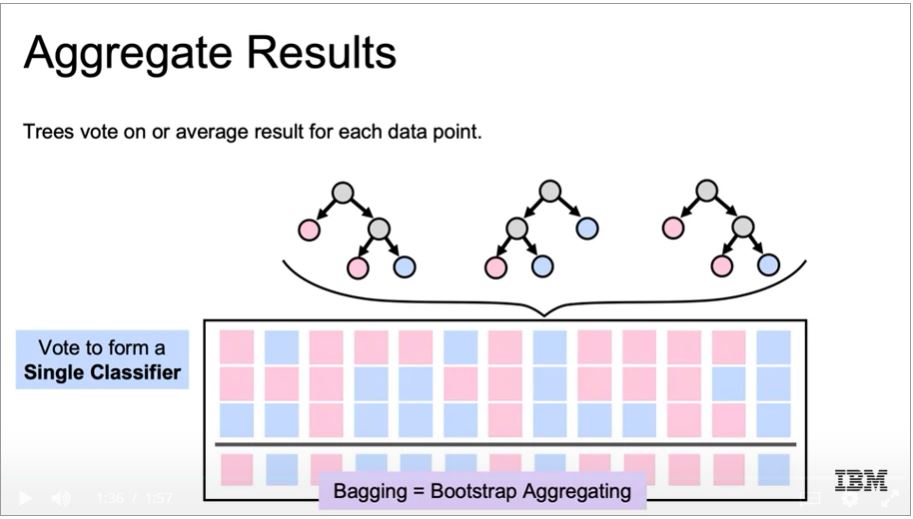 Aggregate Results
Trees vote on or average result for each data point.
Vote to form a
Single Classifier
Bagging = Bootstrap Aggregating
IBM
1:36 / 1:57